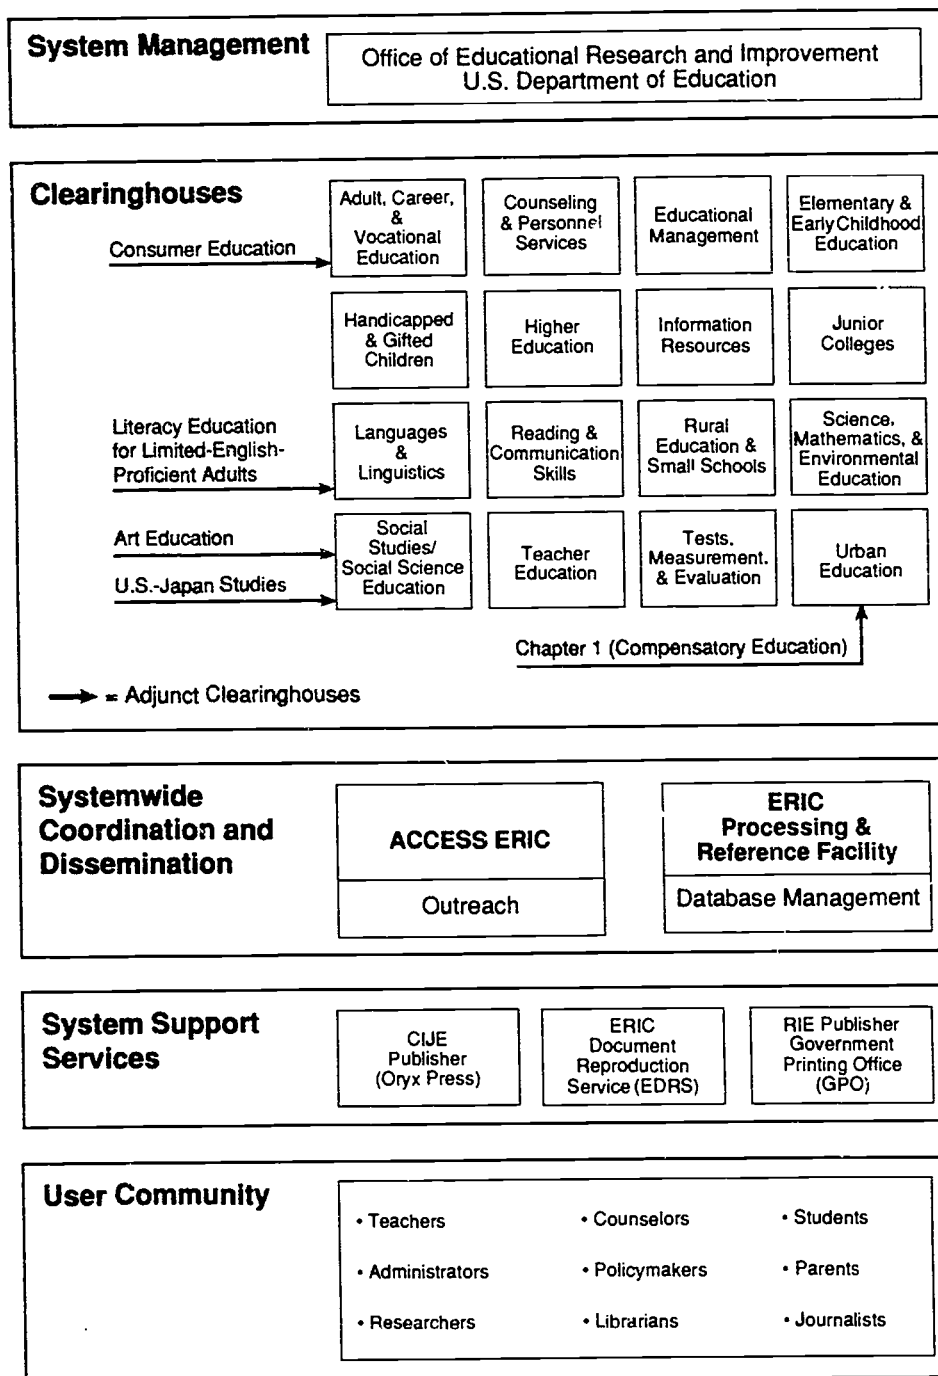 System Management
Office of Educational Research and Improvement
U.S. Department of Education
Clearinghouses
Adult, Career,
&
Vocational
Education
Counseling
& Personnel
Services
Educational
Management
Elementary &
Early Childhood
Education
Consumer Education
Handicapped
& Gifted
Children
Higher
Education
Information
Resources
Junior
Colleges
Literacy Education
for Limited-English-
Proficient Adults
Languages
&
Linguistics
Reading &
Communication
Skills
Rural
Education &
Small Schools
Science,
Mathematics, &
Environmental
Education
Art Education
U.S.-Japan Studies
Social
Studies/
Social Science
Education
Teacher
Education
Tests,
Measurement,
& Evaluation
Urban
Education
Chapter 1 (Compensatory Education)
= Adjunct Clearinghouses
Systemwide
Coordination and
Dissemination
ACCESS ERIC
Outreach
ERIC
Processing &
Reference Facility
Database Management
System Support
Services
CIJE
Publisher
(Oryx Press)
ERIC
Document
Reproduction
Service (EDRS)
RIE Publisher
Government
Printing Office
(GPO)
User Community
• Teachers
• Counselors
• Students
• Administrators
• Policymakers
• Parents
• Researchers
• Librarians
• Journalists